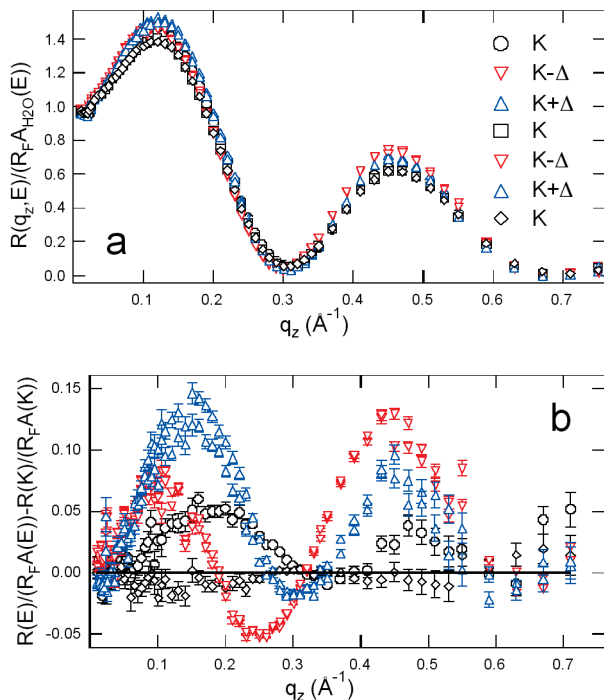 R(q_z,E)/(R_F A_H2O(E))
1.4
1.2
1.0
0.8
0.6
0.4
0.2
0.0
K
K-Δ
K+Δ
K
K-Δ
K+Δ
K
a
0.1 0.2 0.3 0.4 0.5 0.6 0.7
q_z (Å⁻¹)
R(E)/(R_F A(E))-R(K)/(R_F A(K))
0.15
0.10
0.05
0.00
-0.05
b
0.1 0.2 0.3 0.4 0.5 0.6 0.7
q_z (Å⁻¹)